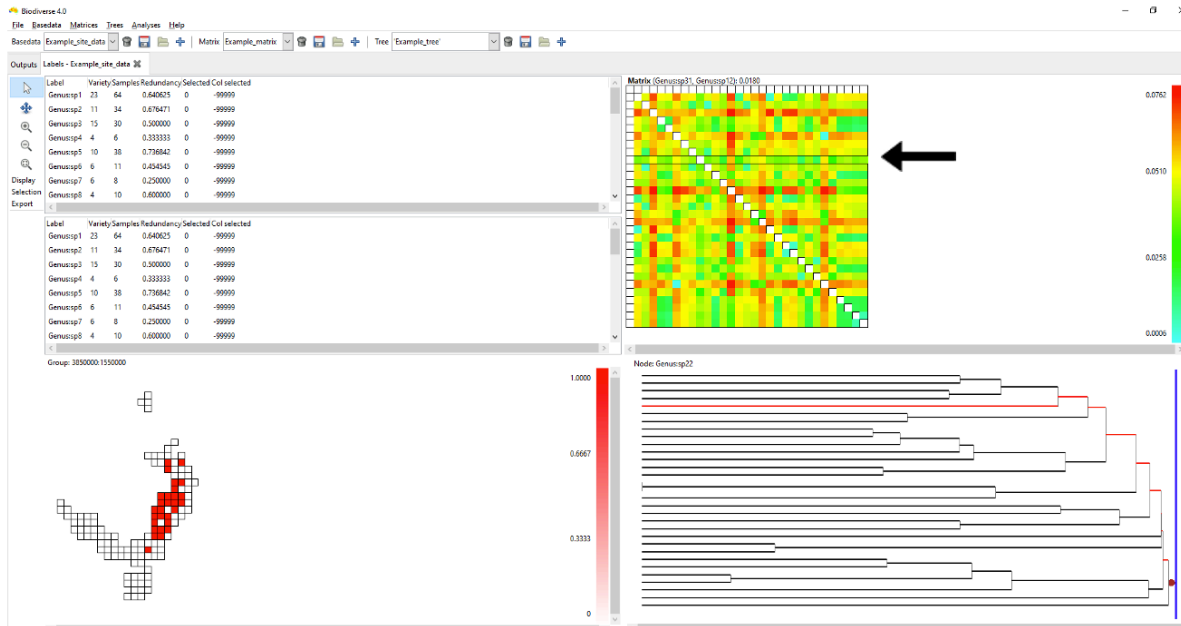 Biodiverse 4.0
File Basedata Matrices Trees Analyses Help
Basedata Example_site_data Matrix Example_matrix Tree 'Example_tree'
Outputs Labels - Example_site_data
Label Variety Samples Redundancy Selected Col selected
Genus:sp1 23 64 0.640625 0 -99999
Genus:sp2 11 34 0.676471 0 -99999
Genus:sp3 15 30 0.500000 0 -99999
Genus:sp4 4 6 0.333333 0 -99999
Genus:sp5 10 38 0.736842 0 -99999
Genus:sp6 6 11 0.454545 0 -99999
Genus:sp7 6 8 0.250000 0 -99999
Genus:sp8 4 10 0.600000 0 -99999
Display
Selection
Export
Label Variety Samples Redundancy Selected Col selected
Genus:sp1 23 64 0.640625 0 -99999
Genus:sp2 11 34 0.676471 0 -99999
Genus:sp3 15 30 0.500000 0 -99999
Genus:sp4 4 6 0.333333 0 -99999
Genus:sp5 10 38 0.736842 0 -99999
Genus:sp6 6 11 0.454545 0 -99999
Genus:sp7 6 8 0.250000 0 -99999
Genus:sp8 4 10 0.600000 0 -99999
Matrix (Genus:sp31, Genus:sp12): 0.0180
0.0762
0.0510
0.0258
0.0006
Group: 3850000:1550000
1.0000
0.6667
0.3333
0
Node: Genus:sp22